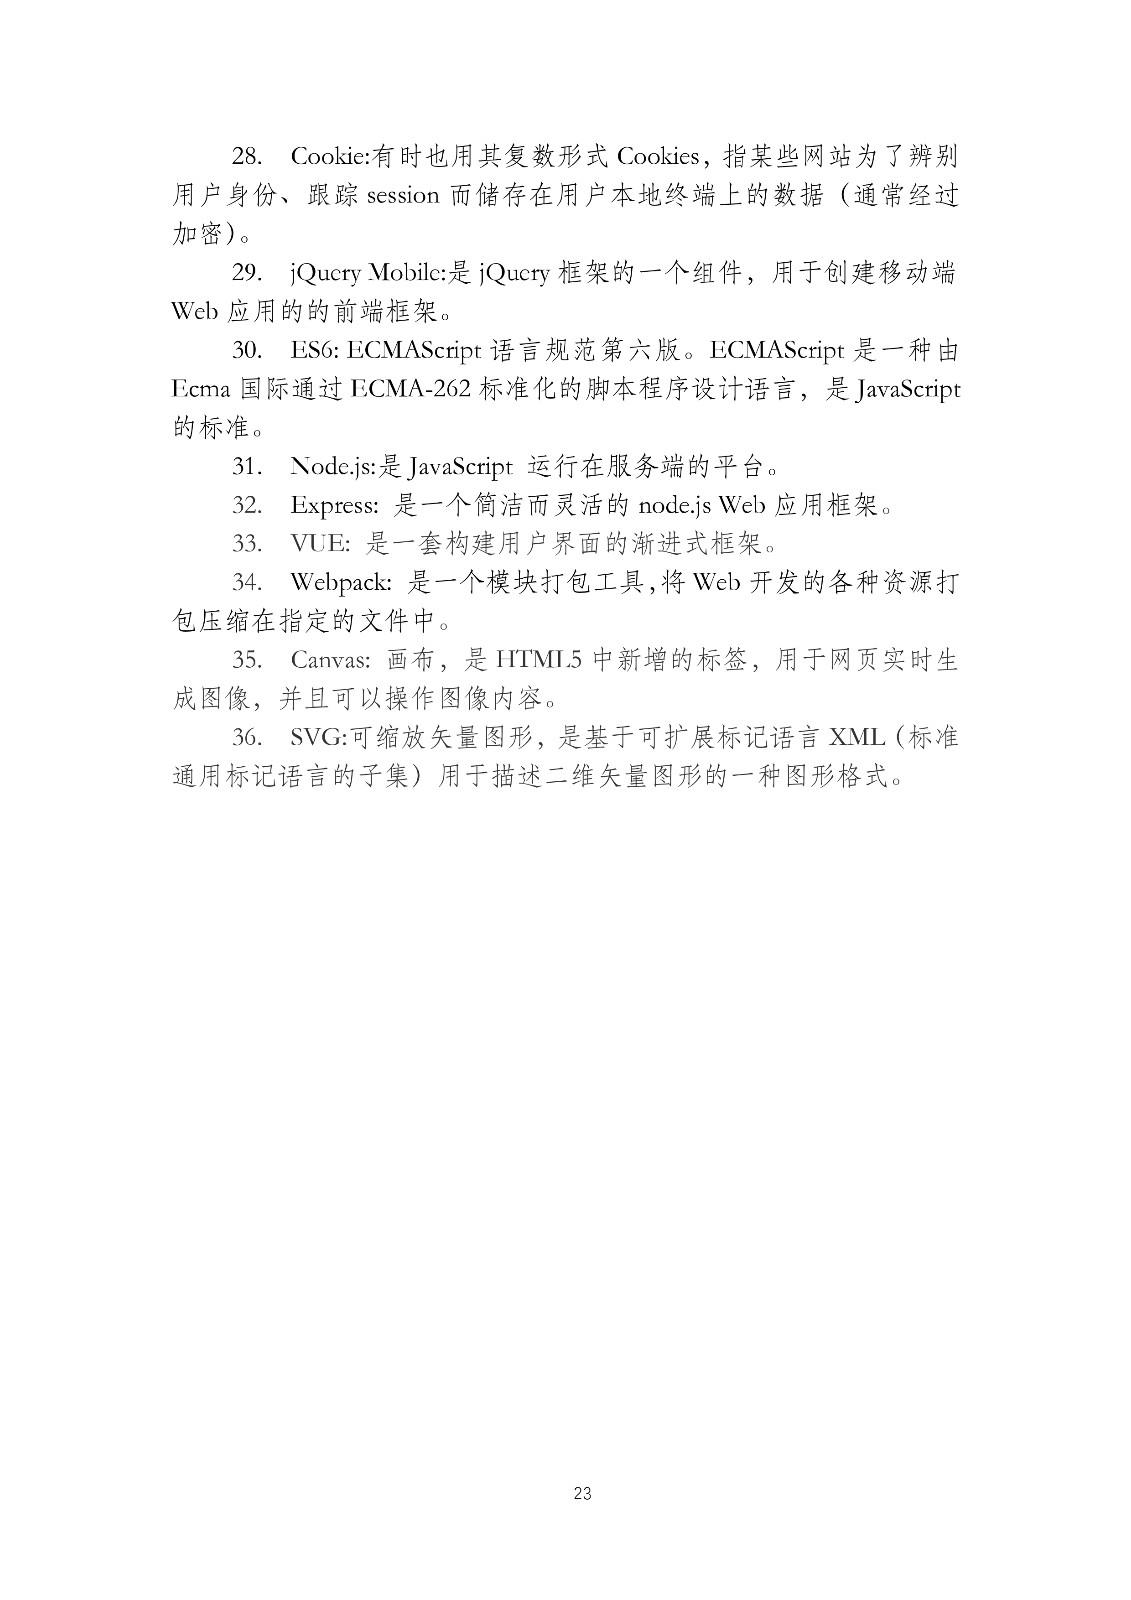 28. Cookie:有时也用其复数形式 Cookies，指某些网站为了辨别
用户身份、跟踪 session 而储存在用户本地终端上的数据（通常经过
加密）。
29. jQuery Mobile:是 jQuery 框架的一个组件，用于创建移动端
Web 应用的的前端框架。
30. ES6: ECMAScript 语言规范第六版。ECMAScript 是一种由
Ecma 国际通过 ECMA-262 标准化的脚本程序设计语言，是 JavaScript
的标准。
31. Node.js:是 JavaScript 运行在服务端的平台。
32. Express: 是一个简洁而灵活的 node.js Web 应用框架。
33. VUE: 是一套构建用户界面的渐进式框架。
34. Webpack: 是一个模块打包工具，将 Web 开发的各种资源打
包压缩在指定的文件中。
35. Canvas: 画布，是 HTML5 中新增的标签，用于网页实时生
成图像，并且可以操作图像内容。
36. SVG:可缩放矢量图形，是基于可扩展标记语言 XML（标准
通用标记语言的子集）用于描述二维矢量图形的一种图形格式。
23